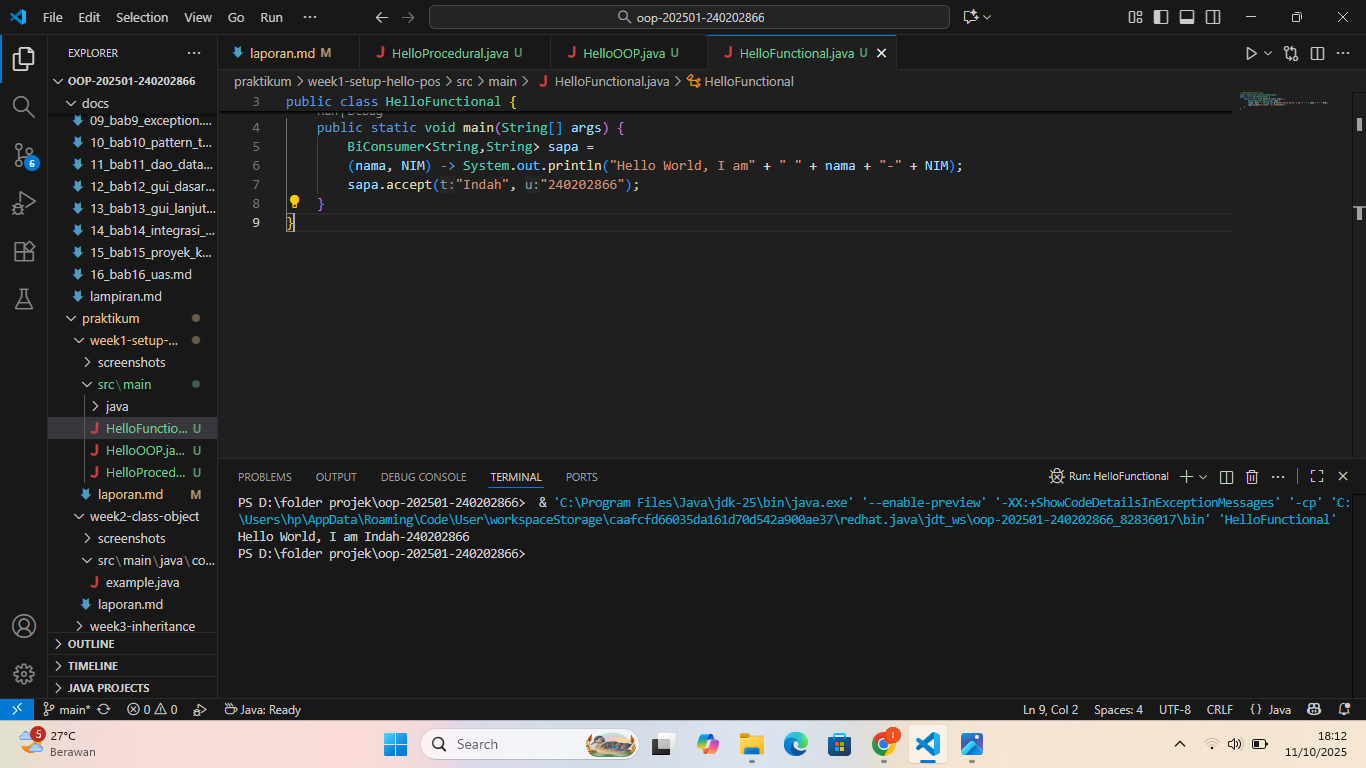 File Edit Selection View Go Run ··· oop-202501-240202866
EXPLORER ···
OOP-202501-240202866
docs
09_bab9_exception....
10_bab10_pattern_t...
11_bab11_dao_data...
12_bab12_gui_dasar...
13_bab13_gui_lanjut...
14_bab14_integrasi_...
15_bab15_proyek_k...
16_bab16_uas.md
lampiran.md
praktikum
week1-setup-...
screenshots
src\main
java
HelloFunctio... U
HelloOOP.ja... U
HelloProced... U
laporan.md M
week2-class-object
screenshots
src\main\java\co...
example.java
laporan.md
week3-inheritance
OUTLINE
TIMELINE
JAVA PROJECTS
6
laporan.md M HelloProcedural.java U HelloOOP.java U HelloFunctional.java U
praktikum > week1-setup-hello-pos > src > main > HelloFunctional.java > HelloFunctional
3 public class HelloFunctional {
Run | Debug
4 public static void main(String[] args) {
5 BiConsumer<String,String> sapa =
6 (nama, NIM) -> System.out.println("Hello World, I am" + " " + nama + "-" + NIM);
7 sapa.accept(t:"Indah", u:"240202866");
8 }
9 }
PROBLEMS OUTPUT DEBUG CONSOLE TERMINAL PORTS Run: HelloFunctional
PS D:\folder projek\oop-202501-240202866> & 'C:\Program Files\Java\jdk-25\bin\java.exe' '--enable-preview' '-XX:+ShowCodeDetailsInExceptionMessages' '-cp' 'C:
\Users\hp\AppData\Roaming\Code\User\workspaceStorage\caafcfd66035da161d70d542a900ae37\redhat.java\jdt_ws\oop-202501-240202866_82836017\bin' 'HelloFunctional'
Hello World, I am Indah-240202866
PS D:\folder projek\oop-202501-240202866>
main* 0 0 Java: Ready Ln 9, Col 2 Spaces: 4 UTF-8 CRLF {} Java
5 27°C
Berawan
Search
1
18:12
11/10/2025